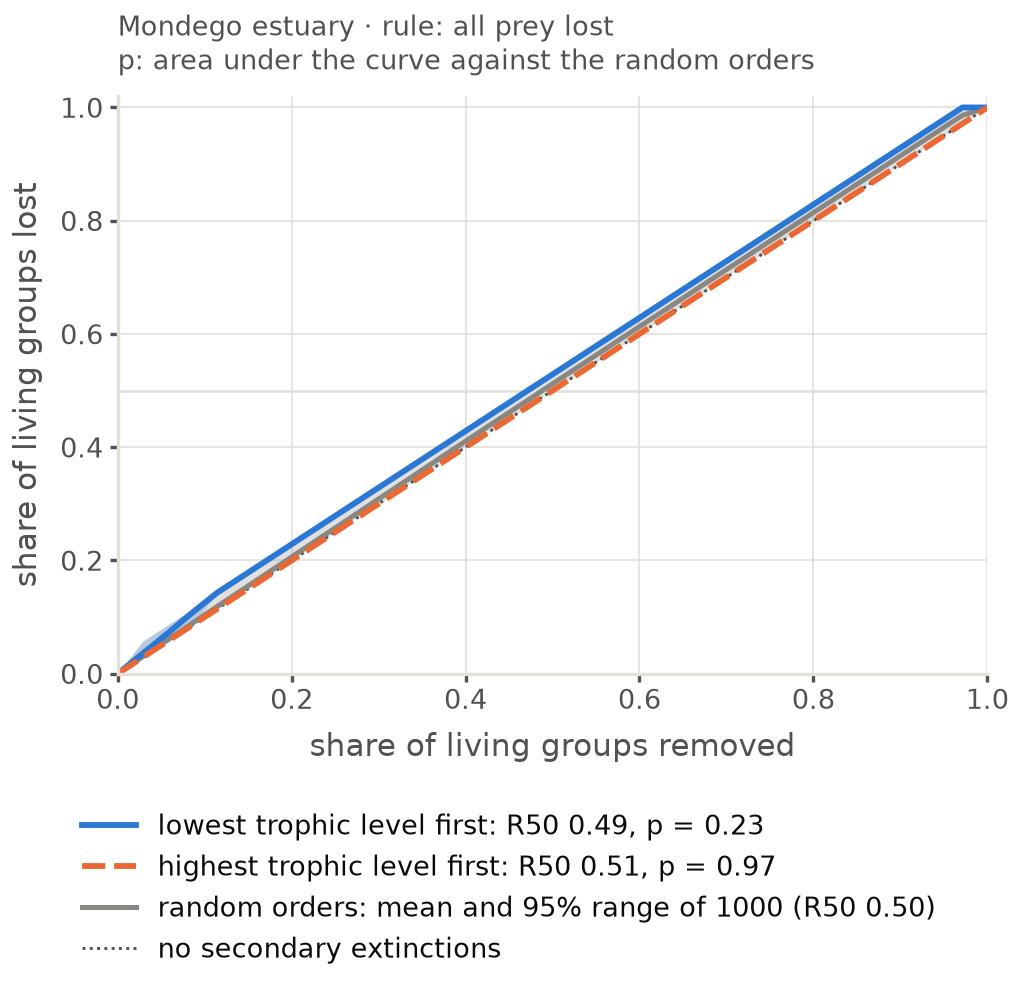 Mondego estuary · rule: all prey lost
p: area under the curve against the random orders
share of living groups lost
1.0
0.8
0.6
0.4
0.2
0.0
0.0 0.2 0.4 0.6 0.8 1.0
share of living groups removed
lowest trophic level first: R50 0.49, p = 0.23
highest trophic level first: R50 0.51, p = 0.97
random orders: mean and 95% range of 1000 (R50 0.50)
no secondary extinctions